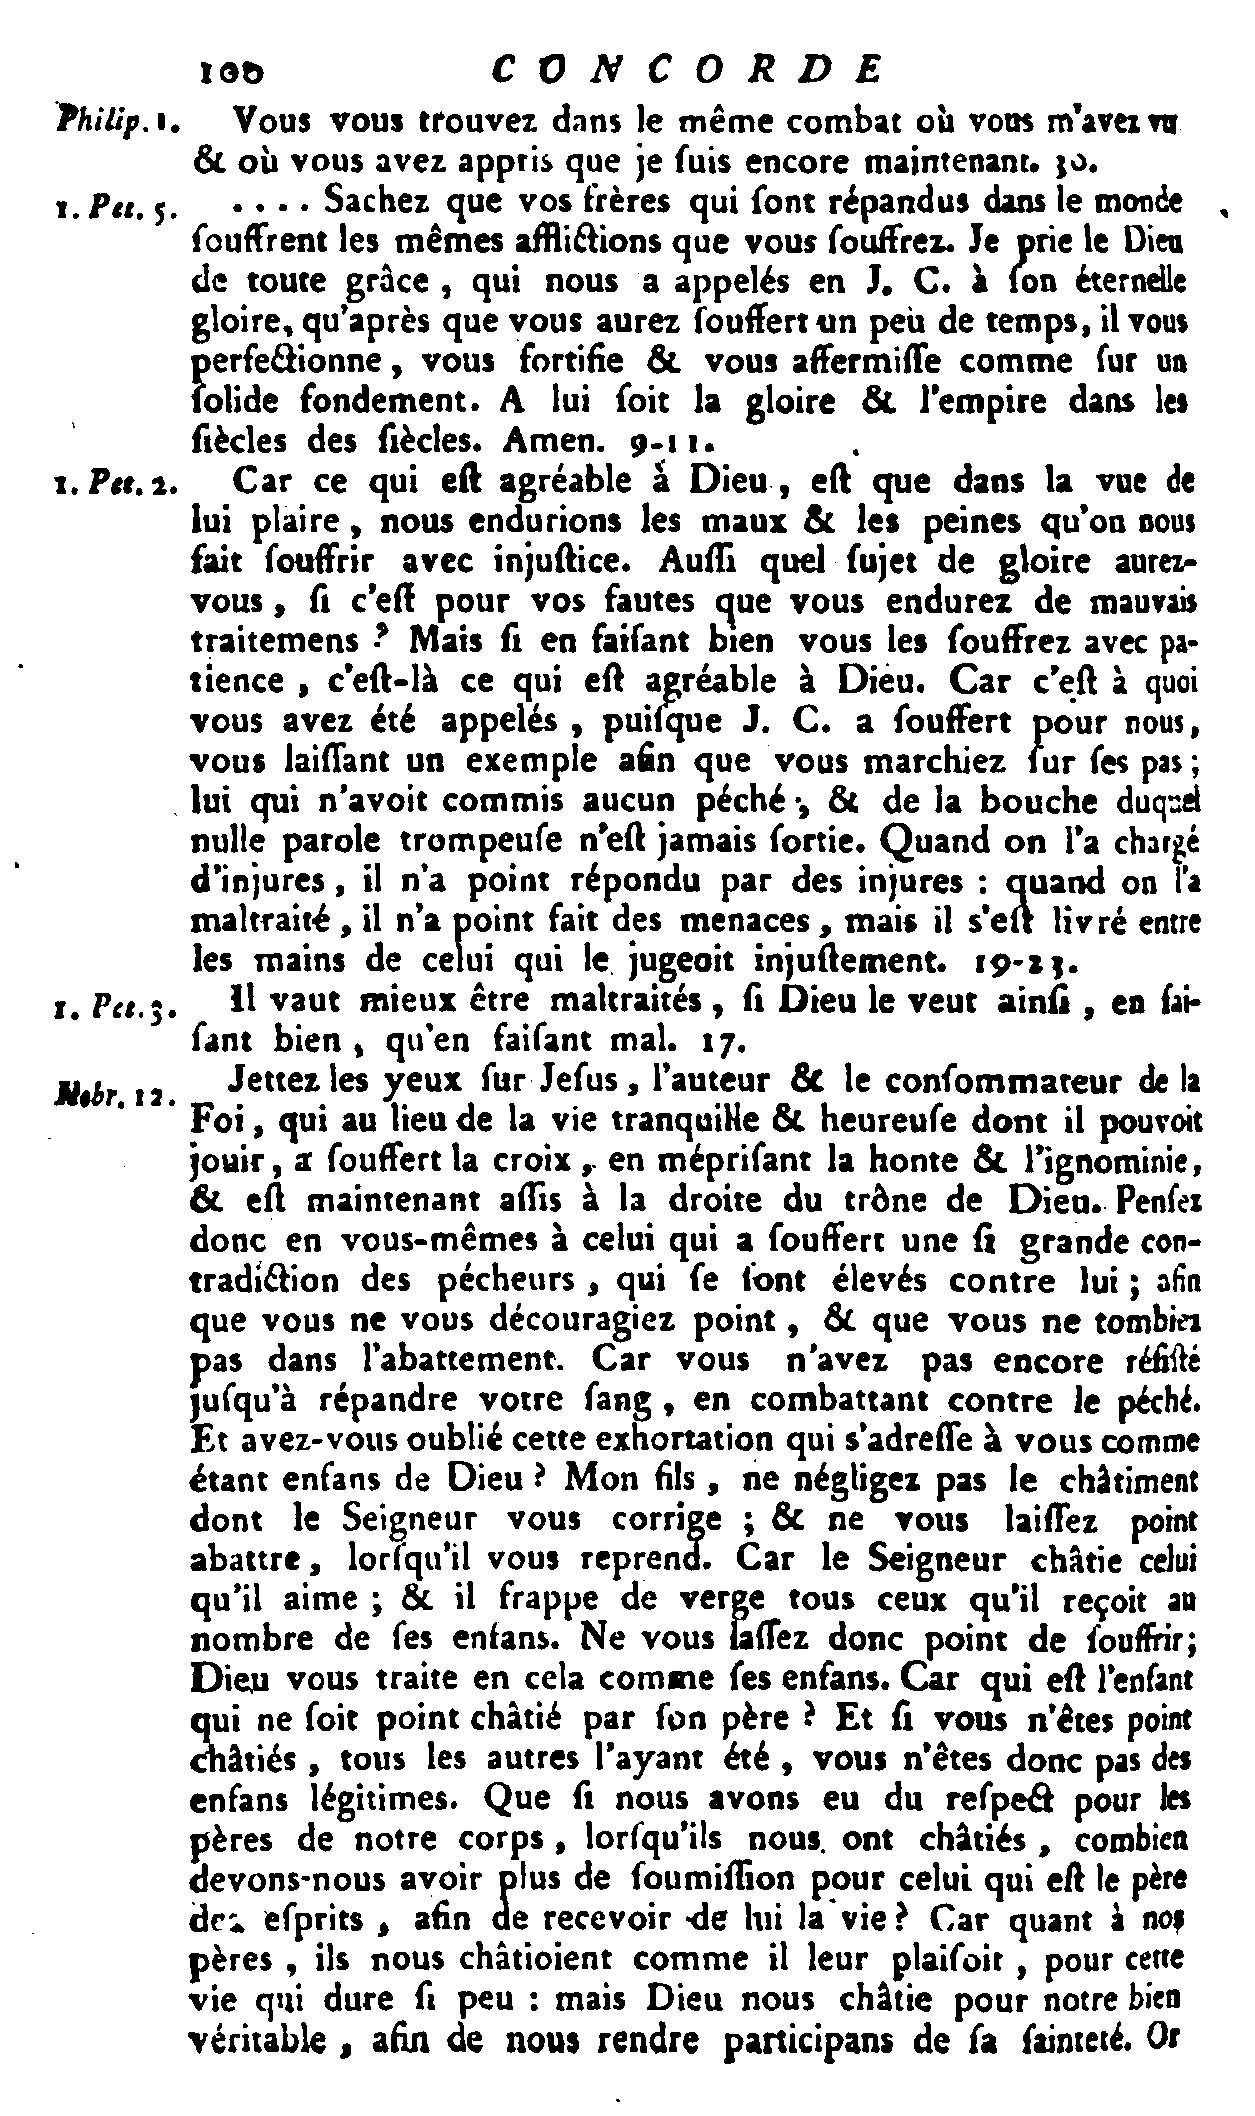 100 CONCORDE
Philip. 1. Vous vous trouvez dans le même combat où vous m'avez vu
& où vous avez appris que je ſuis encore maintenant. 30.
1. Pet. 5. .... Sachez que vos frères qui ſont répandus dans le monde
ſouffrent les mêmes afflictions que vous ſouffrez. Je prie le Dieu
de toute grâce, qui nous a appelés en J. C. à ſon éternelle
gloire, qu'après que vous aurez ſouffert un peu de temps, il vous
perfectionne, vous fortifie & vous affermiſſe comme ſur un
ſolide fondement. A lui ſoit la gloire & l'empire dans les
ſiècles des ſiècles. Amen. 9-11.
1. Pet. 2. Car ce qui eſt agréable à Dieu, eſt que dans la vue de
lui plaire, nous endurions les maux & les peines qu'on nous
fait ſouffrir avec injuſtice. Auſſi quel ſujet de gloire aurez-
vous, ſi c'eſt pour vos fautes que vous endurez de mauvais
traitemens? Mais ſi en faiſant bien vous les ſouffrez avec pa-
tience, c'eſt-là ce qui eſt agréable à Dieu. Car c'eſt à quoi
vous avez été appelés, puiſque J. C. a ſouffert pour nous,
vous laiſſant un exemple afin que vous marchiez ſur ſes pas;
lui qui n'avoit commis aucun péché, & de la bouche duquel
nulle parole trompeuſe n'eſt jamais ſortie. Quand on l'a chargé
d'injures, il n'a point répondu par des injures : quand on l'a
maltraité, il n'a point fait des menaces, mais il s'eſt livré entre
les mains de celui qui le jugeoit injuſtement. 19-23.
1. Pet. 3. Il vaut mieux être maltraités, ſi Dieu le veut ainſi, en fai-
ſant bien, qu'en faiſant mal. 17.
Hebr. 12. Jettez les yeux ſur Jeſus, l'auteur & le conſommateur de la
Foi, qui au lieu de la vie tranquille & heureuſe dont il pouvoit
jouir, a ſouffert la croix, en mépriſant la honte & l'ignominie,
& eſt maintenant aſſis à la droite du trône de Dieu. Penſez
donc en vous-mêmes à celui qui a ſouffert une ſi grande con-
tradiction des pécheurs, qui ſe ſont élevés contre lui; afin
que vous ne vous découragiez point, & que vous ne tombiez
pas dans l'abattement. Car vous n'avez pas encore réſiſté
juſqu'à répandre votre ſang, en combattant contre le péché.
Et avez-vous oublié cette exhortation qui s'adreſſe à vous comme
étant enfans de Dieu? Mon fils, ne négligez pas le châtiment
dont le Seigneur vous corrige; & ne vous laiſſez point
abattre, lorſqu'il vous reprend. Car le Seigneur châtie celui
qu'il aime; & il frappe de verge tous ceux qu'il reçoit au
nombre de ſes enfans. Ne vous laſſez donc point de ſouffrir;
Dieu vous traite en cela comme ſes enfans. Car qui eſt l'enfant
qui ne ſoit point châtié par ſon père? Et ſi vous n'êtes point
châtiés, tous les autres l'ayant été, vous n'êtes donc pas des
enfans légitimes. Que ſi nous avons eu du reſpect pour les
pères de notre corps, lorſqu'ils nous ont châtiés, combien
devons-nous avoir plus de ſoumiſſion pour celui qui eſt le père
des eſprits, afin de recevoir de lui la vie? Car quant à nos
pères, ils nous châtioient comme il leur plaiſoit, pour cette
vie qui dure ſi peu : mais Dieu nous châtie pour notre bien
véritable, afin de nous rendre participans de ſa ſainteté. Or